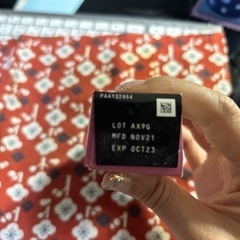 PAA132954
LOT AX9G
MFD NOV21
EXP OCT23